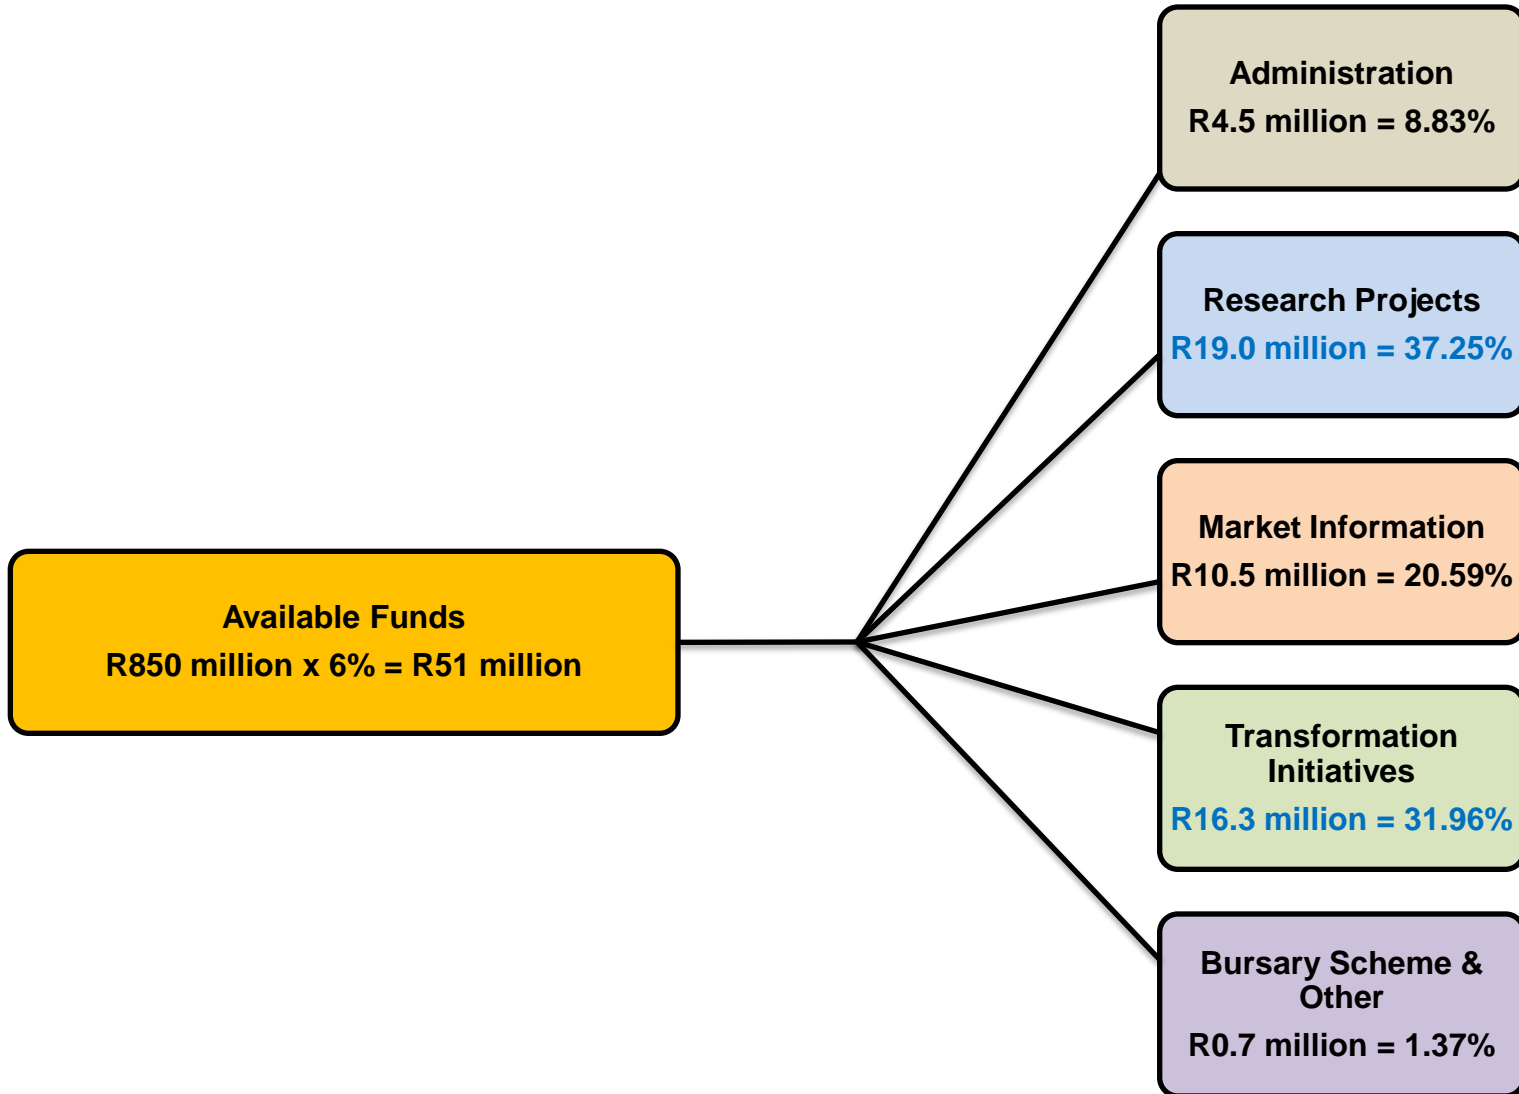 Administration
R4.5 million = 8.83%
Research Projects
R19.0 million = 37.25%
Market Information
R10.5 million = 20.59%
Available Funds
R850 million x 6% = R51 million
Transformation
Initiatives
R16.3 million = 31.96%
Bursary Scheme &
Other
R0.7 million = 1.37%